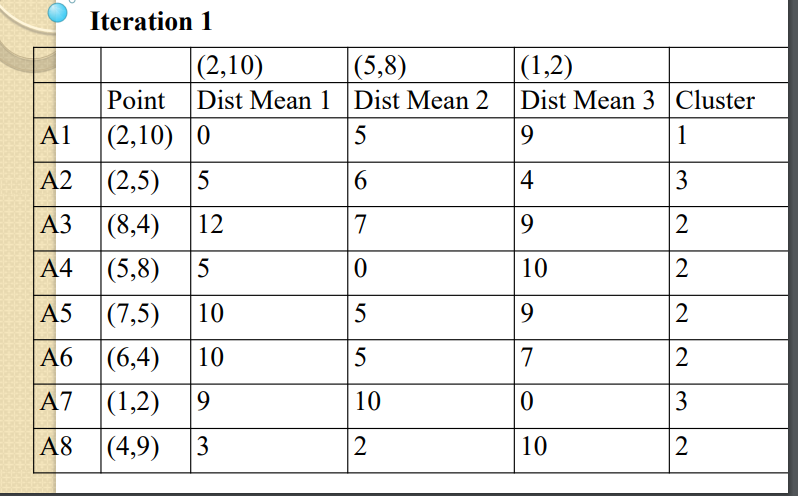 Iteration 1
(2,10) (5,8) (1,2)
Point Dist Mean 1 Dist Mean 2 Dist Mean 3 Cluster
A1 (2,10) 0 5 9 1
A2 (2,5) 5 6 4 3
A3 (8,4) 12 7 9 2
A4 (5,8) 5 0 10 2
A5 (7,5) 10 5 9 2
A6 (6,4) 10 5 7 2
A7 (1,2) 9 10 0 3
A8 (4,9) 3 2 10 2